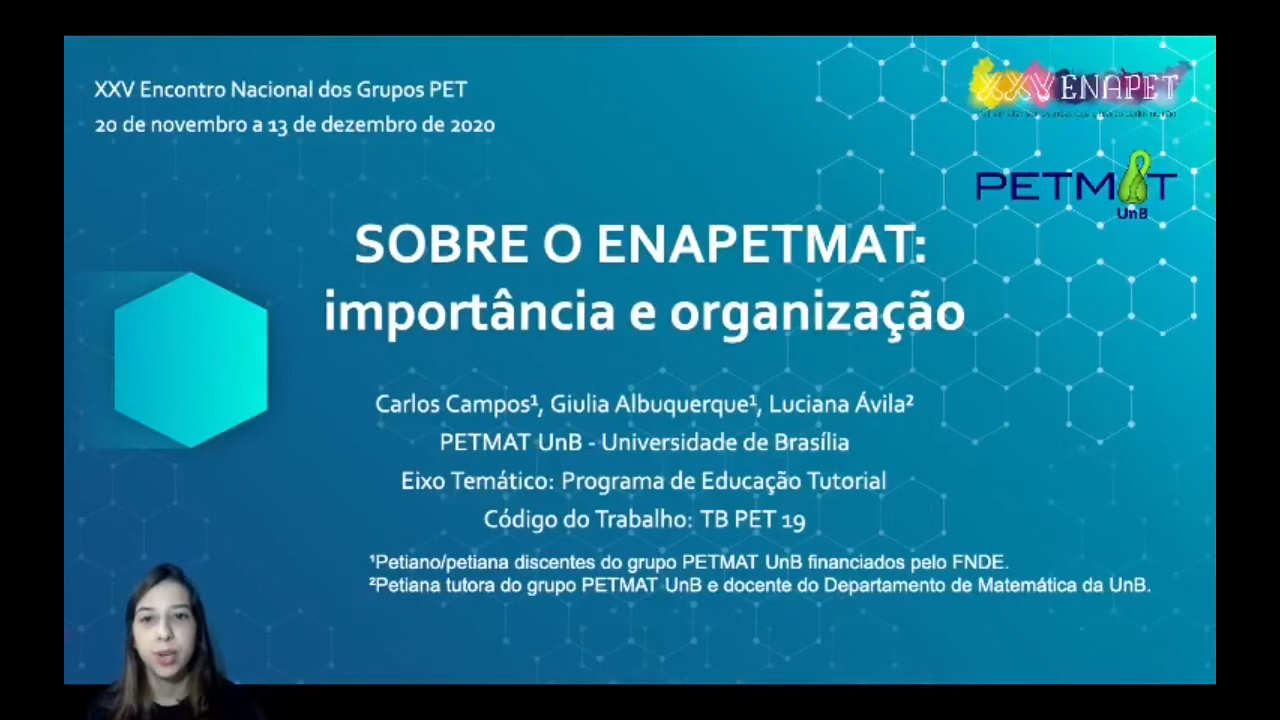 XXV Encontro Nacional dos Grupos PET
20 de novembro a 13 de dezembro de 2020
XXV ENAPET
PETMAT
UnB
SOBRE O ENAPETMAT:
importância e organização
Carlos Campos¹, Giulia Albuquerque¹, Luciana Ávila²
PETMAT UnB - Universidade de Brasília
Eixo Temático: Programa de Educação Tutorial
Código do Trabalho: TB PET 19
¹Petiano/petiana discentes do grupo PETMAT UnB financiados pelo FNDE.
²Petiana tutora do grupo PETMAT UnB e docente do Departamento de Matemática da UnB.